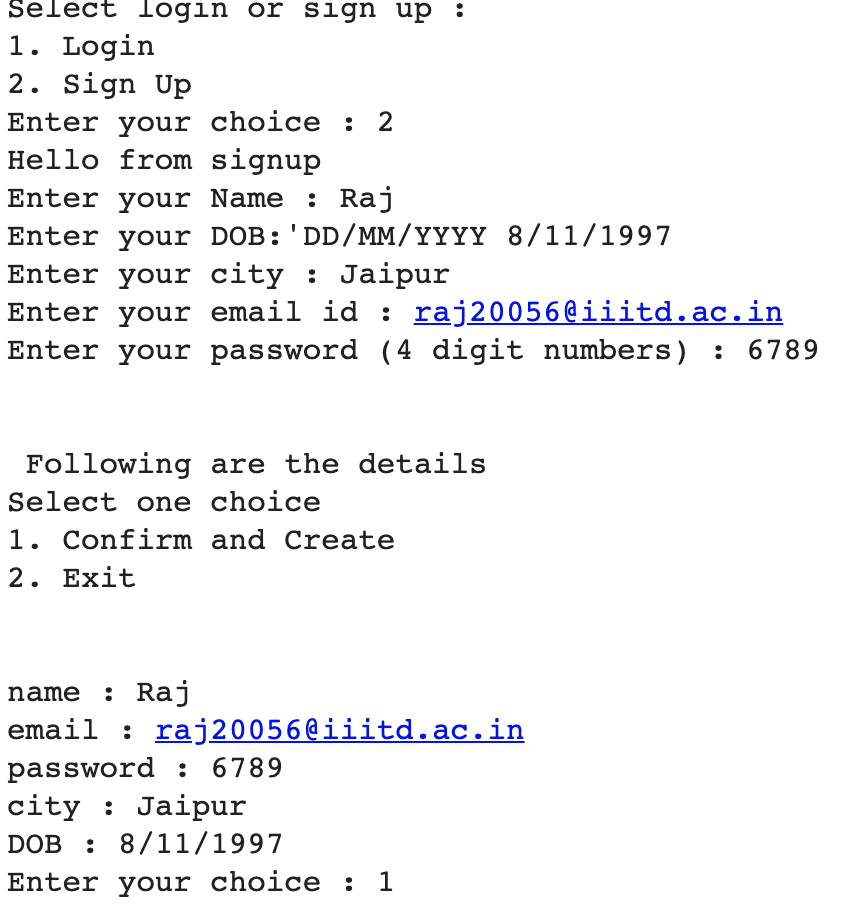 Select login or sign up :
1. Login
2. Sign Up
Enter your choice : 2
Hello from signup
Enter your Name : Raj
Enter your DOB:'DD/MM/YYYY 8/11/1997
Enter your city : Jaipur
Enter your email id : raj20056@iiitd.ac.in
Enter your password (4 digit numbers) : 6789
Following are the details
Select one choice
1. Confirm and Create
2. Exit
name : Raj
email : raj20056@iiitd.ac.in
password : 6789
city : Jaipur
DOB : 8/11/1997
Enter your choice : 1